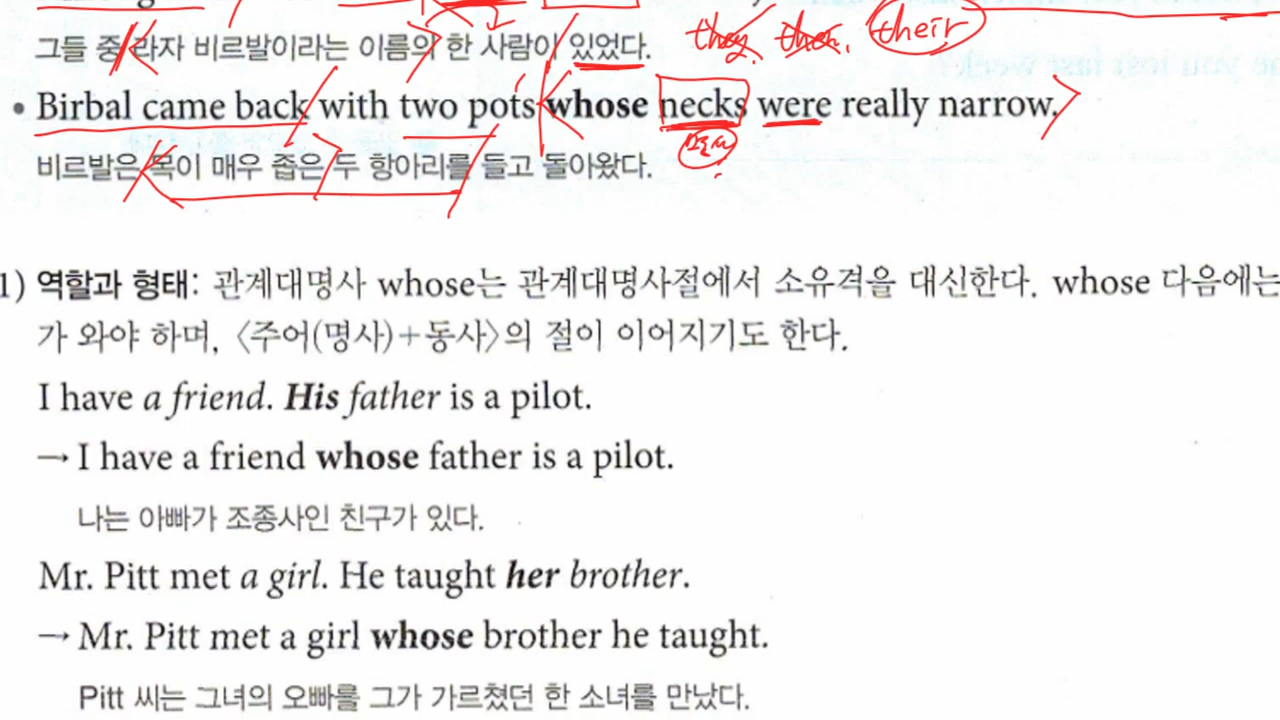 그들 중 라자 비르발이라는 이름의 한 사람이 있었다. they them. their
• Birbal came back with two pots whose necks were really narrow.
비르발은 목이 매우 좁은 두 항아리를 들고 돌아왔다.
1) 역할과 형태: 관계대명사 whose는 관계대명사절에서 소유격을 대신한다. whose 다음에는
가 와야 하며, 〈주어(명사)+동사〉의 절이 이어지기도 한다.
I have a friend. His father is a pilot.
→ I have a friend whose father is a pilot.
나는 아빠가 조종사인 친구가 있다.
Mr. Pitt met a girl. He taught her brother.
→ Mr. Pitt met a girl whose brother he taught.
Pitt 씨는 그녀의 오빠를 그가 가르쳤던 한 소녀를 만났다.